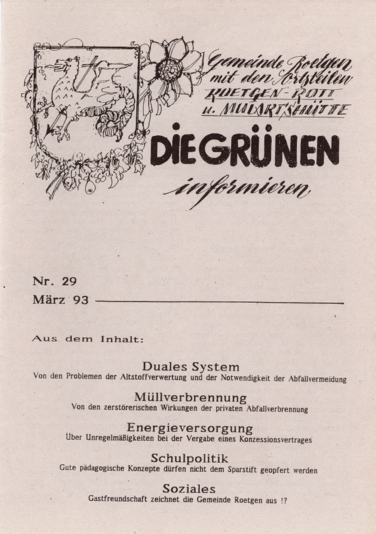 Gemeinde Roetgen
mit den Ortsteilen
ROETGEN-ROTT
u. MULARTSHÜTTE
DIE GRÜNEN
informieren
Nr. 29
März 93
Aus dem Inhalt:
Duales System
Von den Problemen der Altstoffverwertung und der Notwendigkeit der Abfallvermeidung
Müllverbrennung
Von den zerstörerischen Wirkungen der privaten Abfallverbrennung
Energieversorgung
Über Unregelmäßigkeiten bei der Vergabe eines Konzessionsvertrages
Schulpolitik
Gute pädagogische Konzepte dürfen nicht dem Sparstift geopfert werden
Soziales
Gastfreundschaft zeichnet die Gemeinde Roetgen aus !?